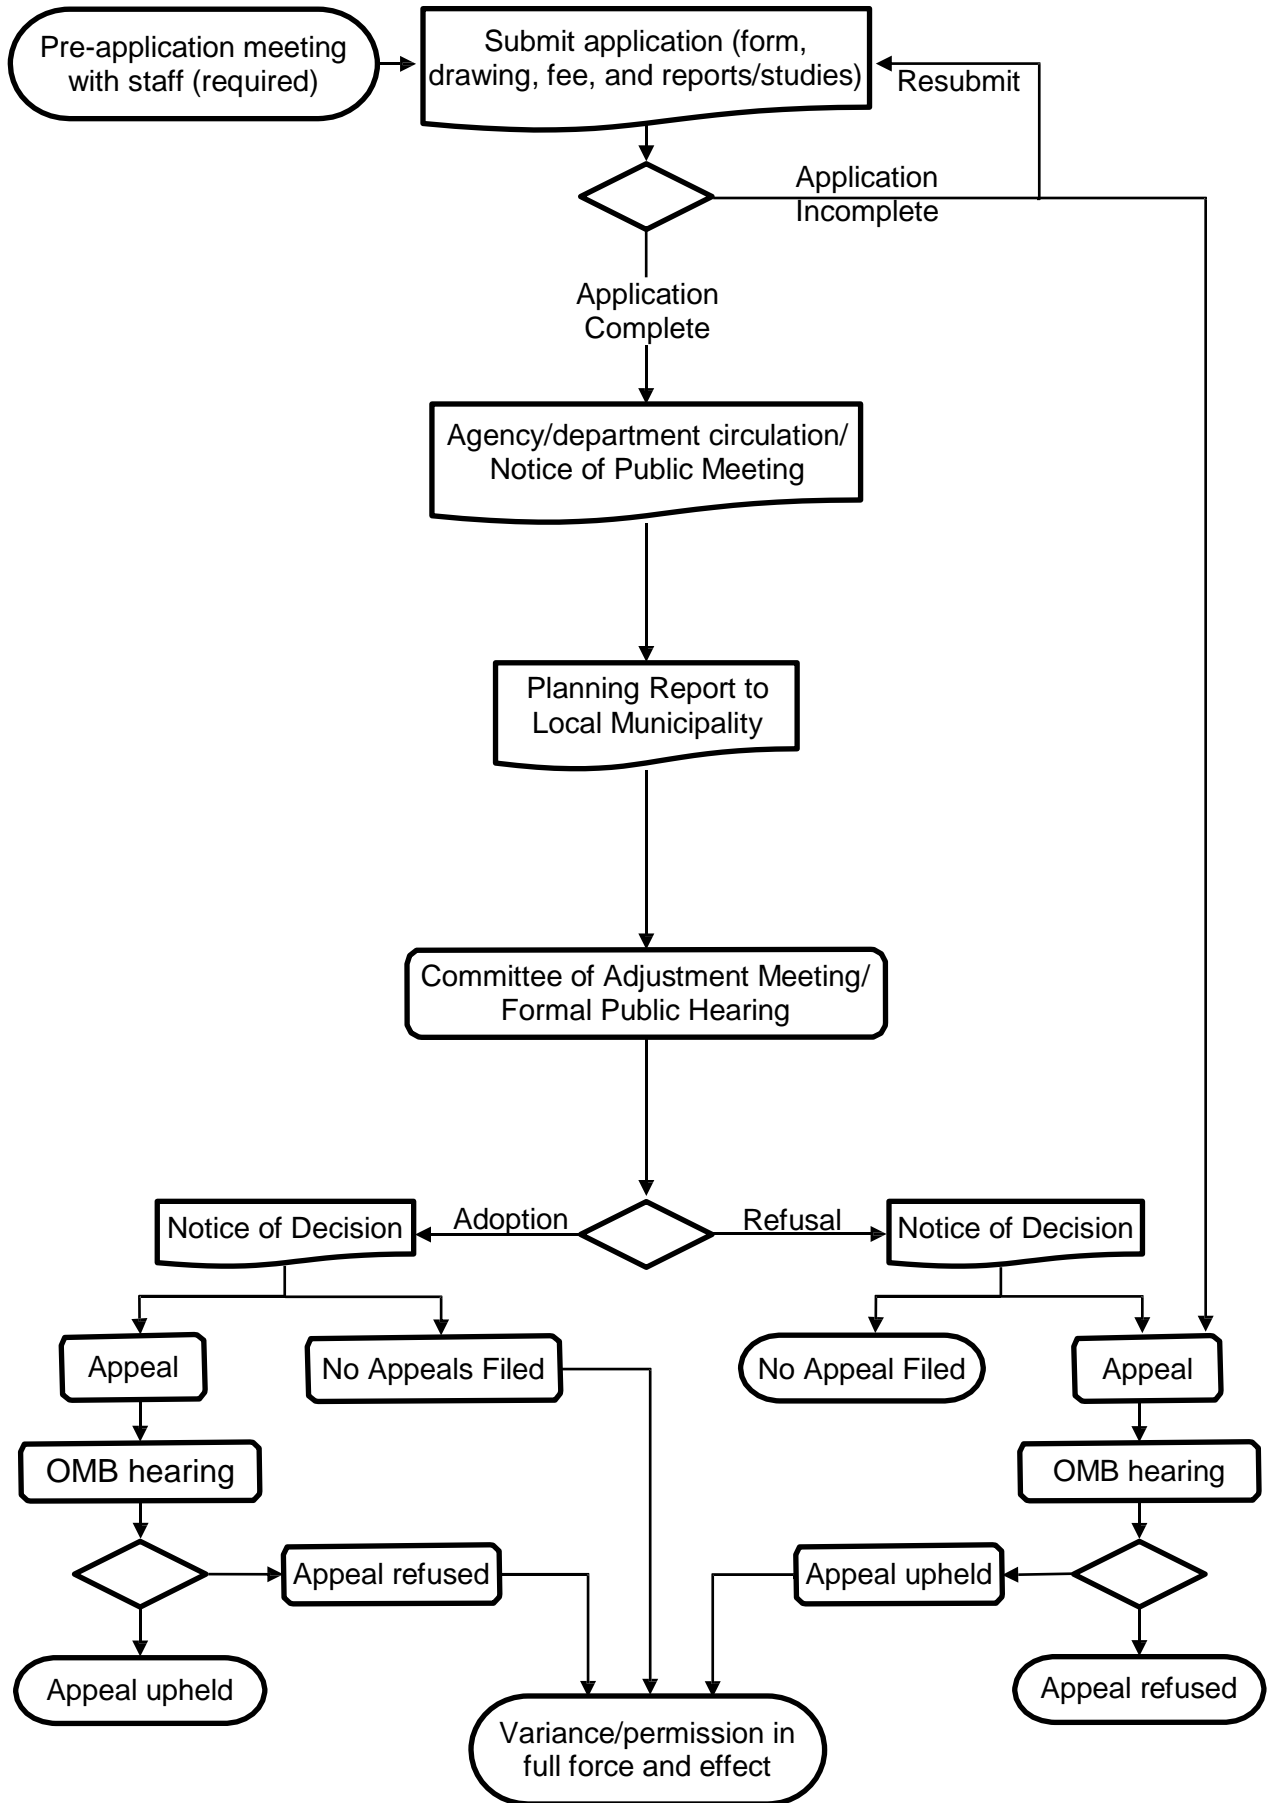 Pre-application meeting
with staff (required)
Submit application (form,
drawing, fee, and reports/studies)
Resubmit
Application
Incomplete
Application
Complete
Agency/department circulation/
Notice of Public Meeting
Planning Report to
Local Municipality
Committee of Adjustment Meeting/
Formal Public Hearing
Notice of Decision
Adoption
Refusal
Notice of Decision
Appeal
No Appeals Filed
No Appeal Filed
Appeal
OMB hearing
OMB hearing
Appeal refused
Appeal upheld
Appeal upheld
Appeal refused
Variance/permission in
full force and effect